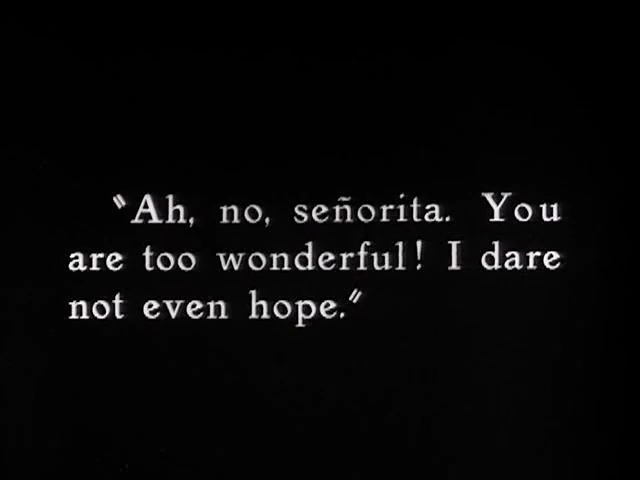 "Ah, no, señorita. You
are too wonderful! I dare
not even hope."